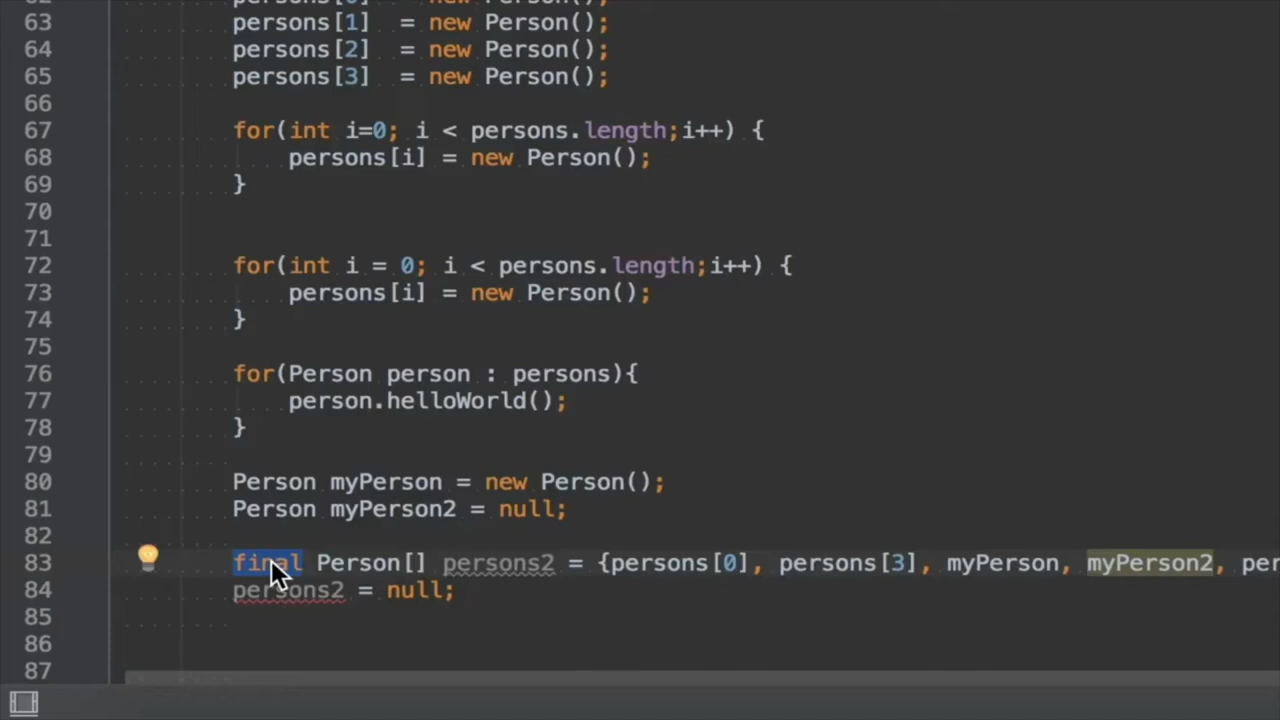 63 persons[1]  = new Person();
64 persons[2]  = new Person();
65 persons[3]  = new Person();
66
67 for(int i=0; i < persons.length;i++) {
68 persons[i] = new Person();
69 }
70
71
72 for(int i = 0; i < persons.length;i++) {
73 persons[i] = new Person();
74 }
75
76 for(Person person : persons){
77 person.helloWorld();
78 }
79
80 Person myPerson = new Person();
81 Person myPerson2 = null;
82
83 final Person[] persons2 = {persons[0], persons[3], myPerson, myPerson2, per
84 persons2 = null;
85
86
87